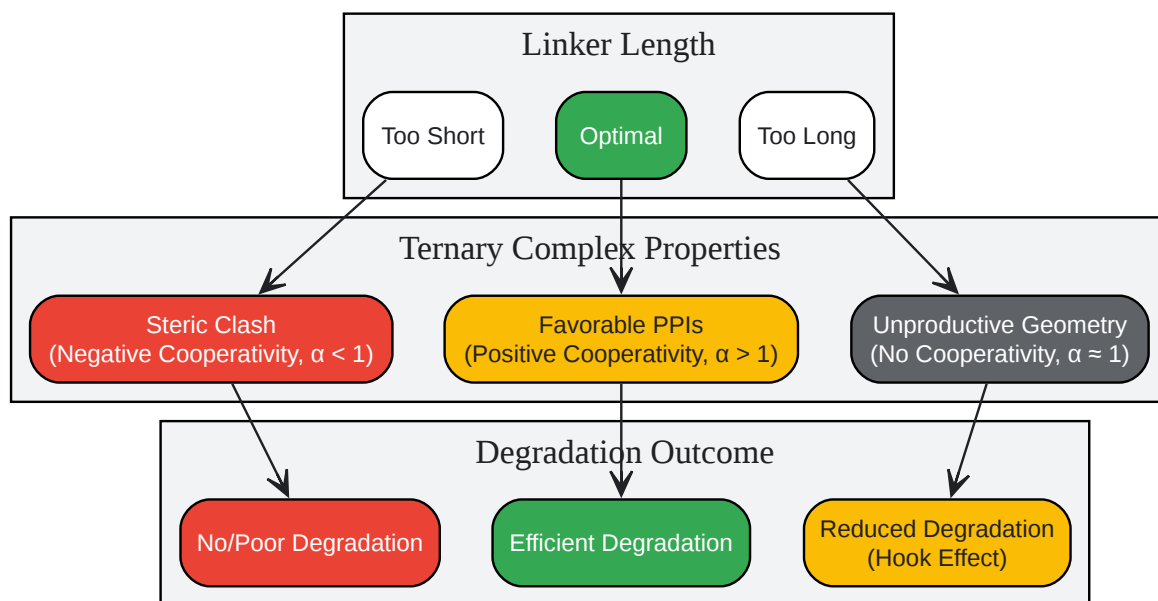 Linker Length
Too Short
Optimal
Too Long
Ternary Complex Properties
Steric Clash
(Negative Cooperativity, α < 1)
Favorable PPIs
(Positive Cooperativity, α > 1)
Unproductive Geometry
(No Cooperativity, α ≈ 1)
Degradation Outcome
No/Poor Degradation
Efficient Degradation
Reduced Degradation
(Hook Effect)